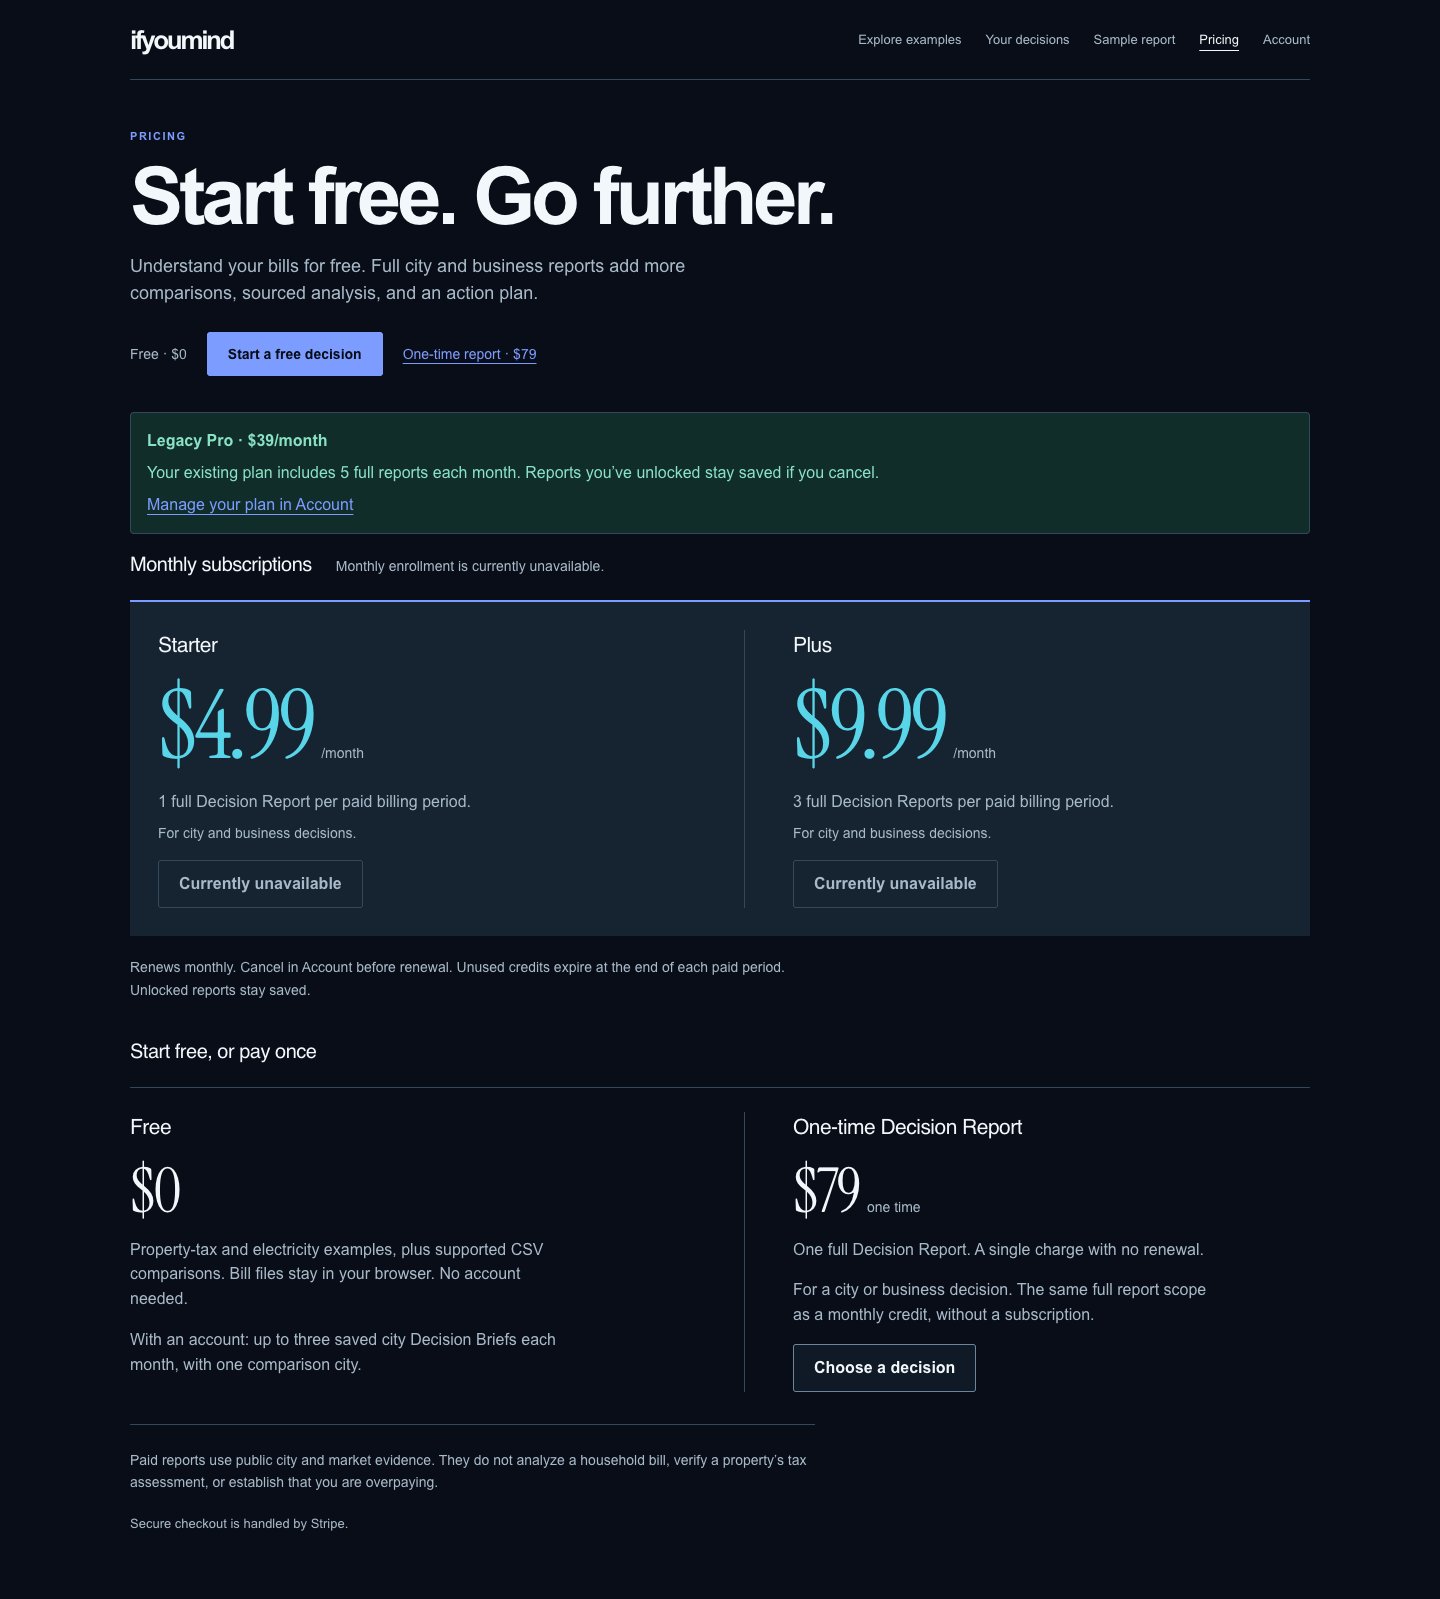 ifyoumind
Explore examples
Your decisions
Sample report
Pricing
Account
PRICING
Start free. Go further.
Understand your bills for free. Full city and business reports add more
comparisons, sourced analysis, and an action plan.
Free · $0
Start a free decision
One-time report · $79
Legacy Pro · $39/month
Your existing plan includes 5 full reports each month. Reports you’ve unlocked stay saved if you cancel.
Manage your plan in Account
Monthly subscriptions
Monthly enrollment is currently unavailable.
Starter
$4.99 /month
1 full Decision Report per paid billing period.
For city and business decisions.
Currently unavailable
Plus
$9.99 /month
3 full Decision Reports per paid billing period.
For city and business decisions.
Currently unavailable
Renews monthly. Cancel in Account before renewal. Unused credits expire at the end of each paid period.
Unlocked reports stay saved.
Start free, or pay once
Free
$0
Property-tax and electricity examples, plus supported CSV
comparisons. Bill files stay in your browser. No account
needed.
With an account: up to three saved city Decision Briefs each
month, with one comparison city.
One-time Decision Report
$79 one time
One full Decision Report. A single charge with no renewal.
For a city or business decision. The same full report scope
as a monthly credit, without a subscription.
Choose a decision
Paid reports use public city and market evidence. They do not analyze a household bill, verify a property’s tax
assessment, or establish that you are overpaying.
Secure checkout is handled by Stripe.